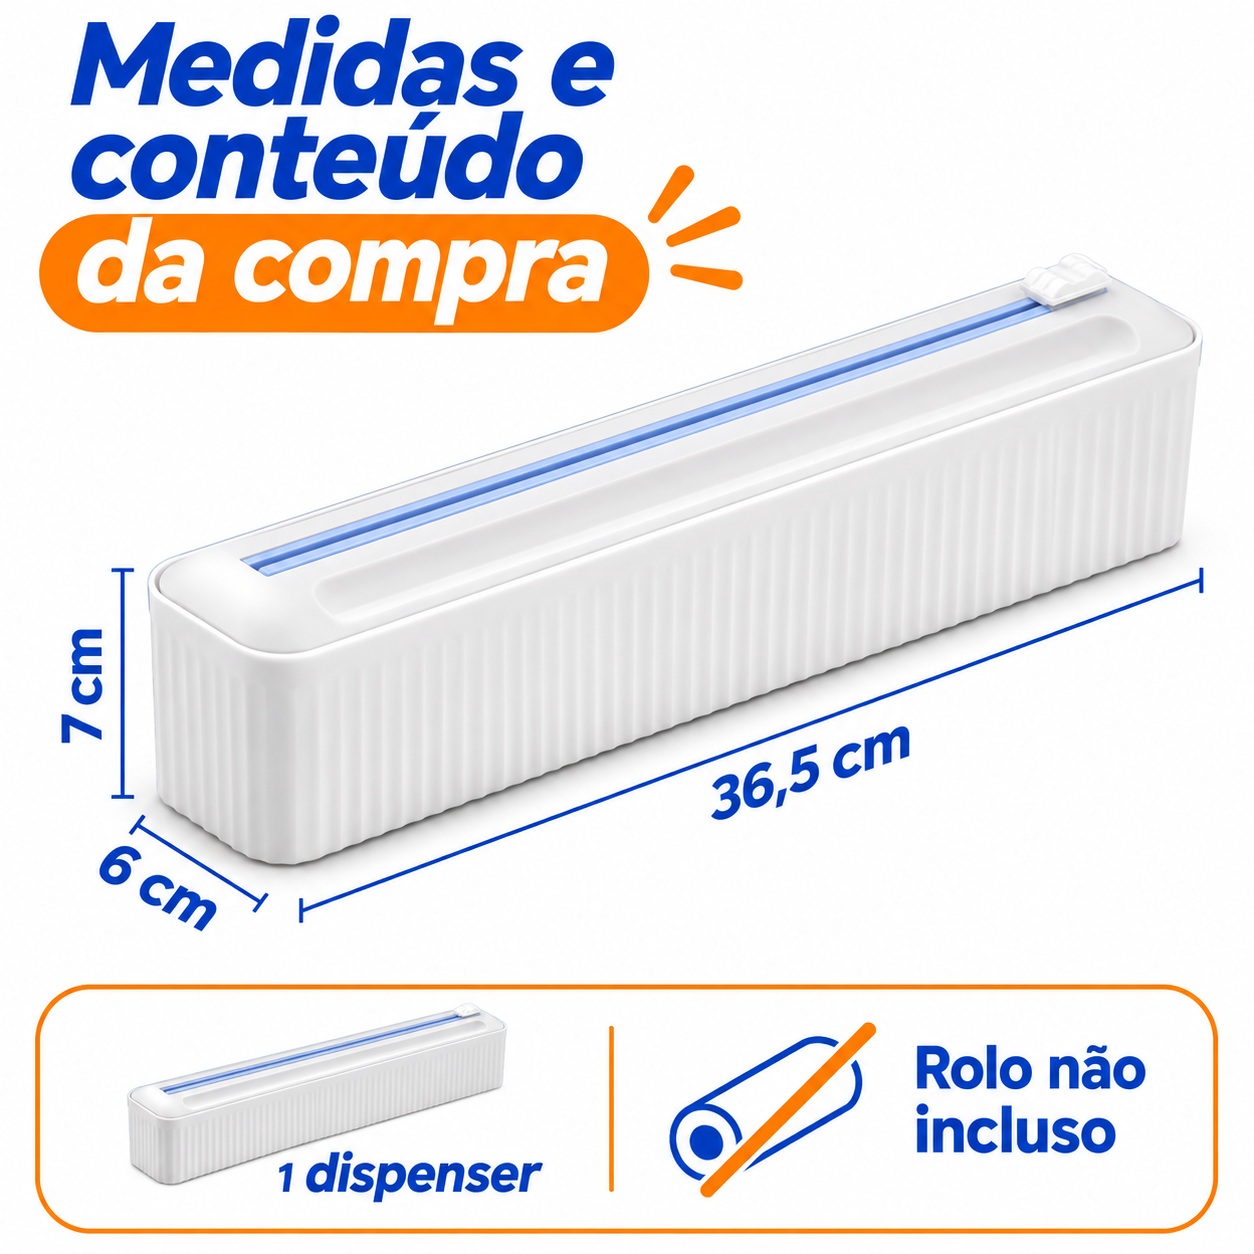 Medidas e
conteúdo
da compra
7 cm
6 cm
36,5 cm
1 dispenser
Rolo não
incluso